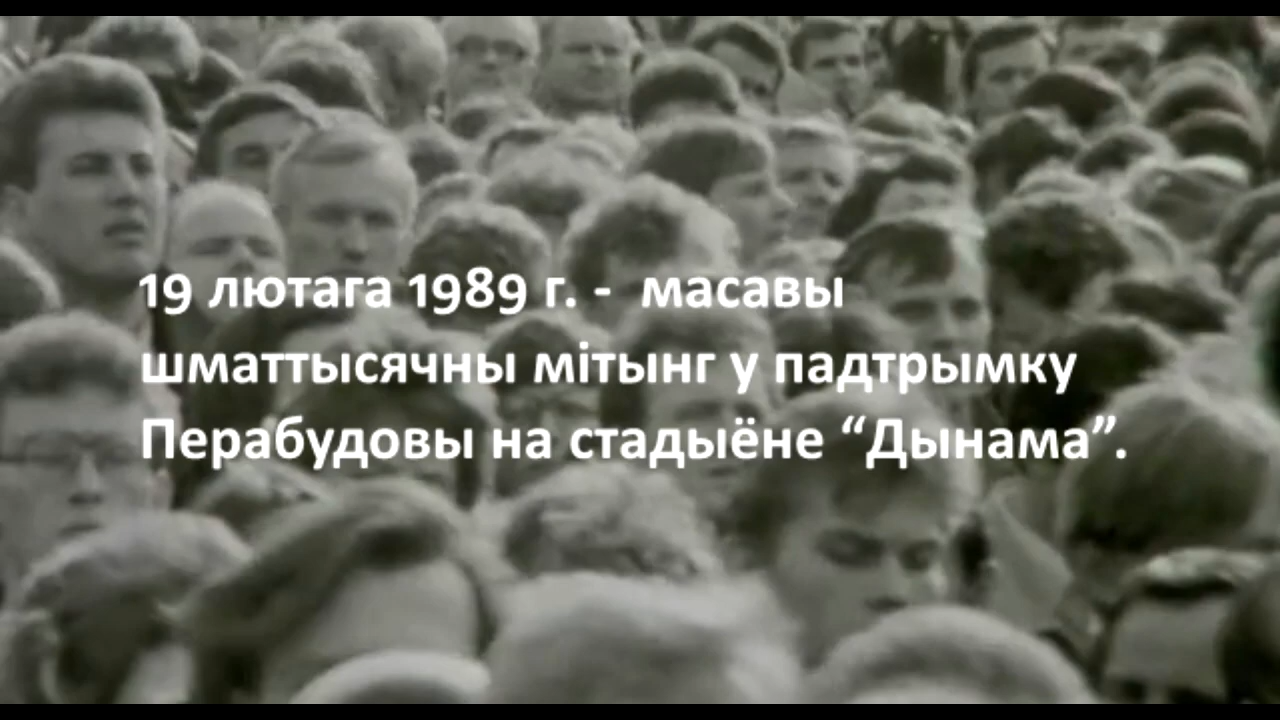 19 лютага 1989 г. -  масавы
шматтысячны мітынг у падтрымку
Перабудовы на стадыёне “Дынама”.